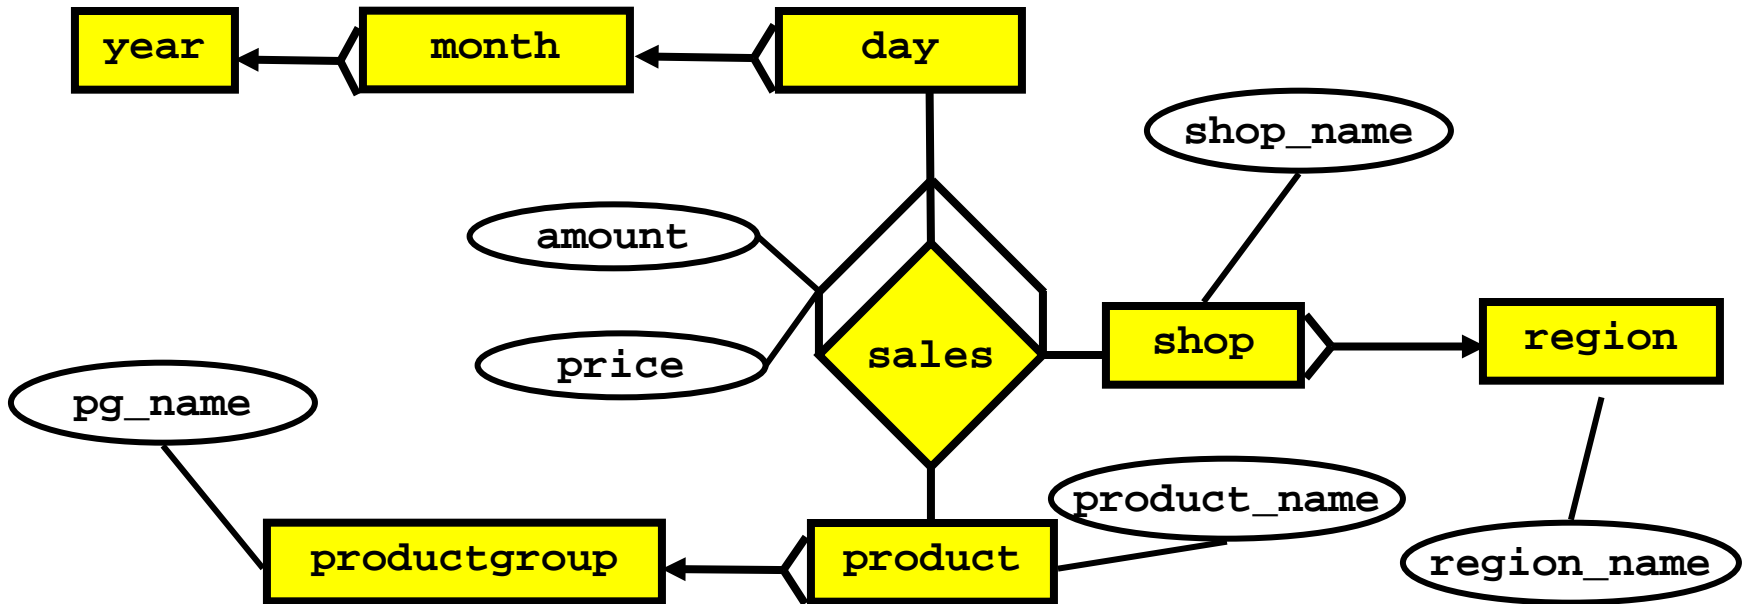 year
month
day
shop_name
amount
shop
region
sales
price
pg_name
product_name
productgroup
product
region_name